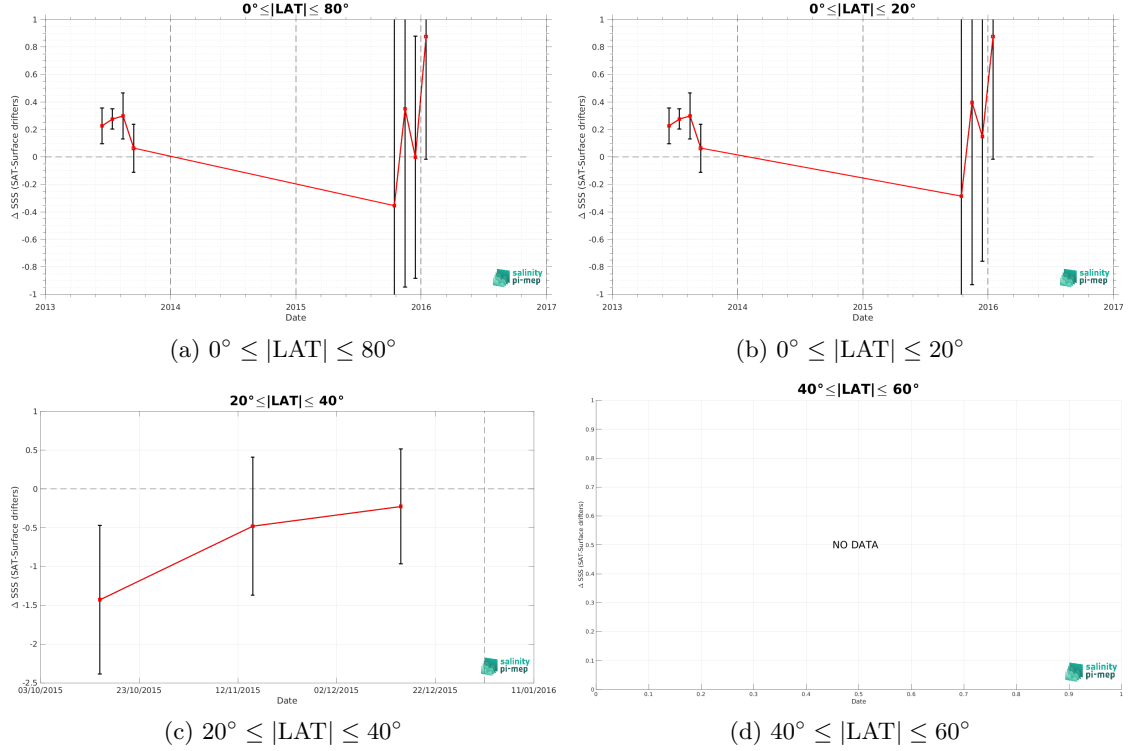 0°≤|LAT|≤ 80°
1
0.8
0.6
0.4
0.2
0
-0.2
-0.4
-0.6
-0.8
-1
Δ SSS (SAT-Surface drifters)
2013
2014
2015
2016
2017
Date
salinity
pi-mep
(a) 0° ≤ |LAT| ≤ 80°
0°≤|LAT|≤ 20°
1
0.8
0.6
0.4
0.2
0
-0.2
-0.4
-0.6
-0.8
-1
Δ SSS (SAT-Surface drifters)
2013
2014
2015
2016
2017
Date
salinity
pi-mep
(b) 0° ≤ |LAT| ≤ 20°
20°≤|LAT|≤ 40°
1
0.5
0
-0.5
-1
-1.5
-2
-2.5
Δ SSS (SAT-Surface drifters)
03/10/2015
23/10/2015
12/11/2015
02/12/2015
22/12/2015
11/01/2016
Date
salinity
pi-mep
(c) 20° ≤ |LAT| ≤ 40°
40°≤|LAT|≤ 60°
1
0.9
0.8
0.7
0.6
0.5
0.4
0.3
0.2
0.1
0
Δ SSS (SAT-Surface drifters)
NO DATA
0
0.1
0.2
0.3
0.4
0.5
0.6
0.7
0.8
0.9
1
Date
salinity
pi-mep
(d) 40° ≤ |LAT| ≤ 60°